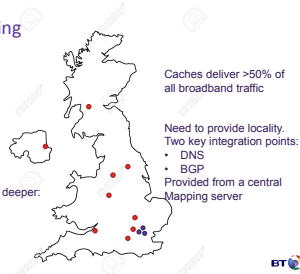 ing
Caches deliver >50% of
all broadband traffic
Need to provide locality.
Two key integration points:
• DNS
• BGP
Provided from a central
Mapping server
deeper:
BT